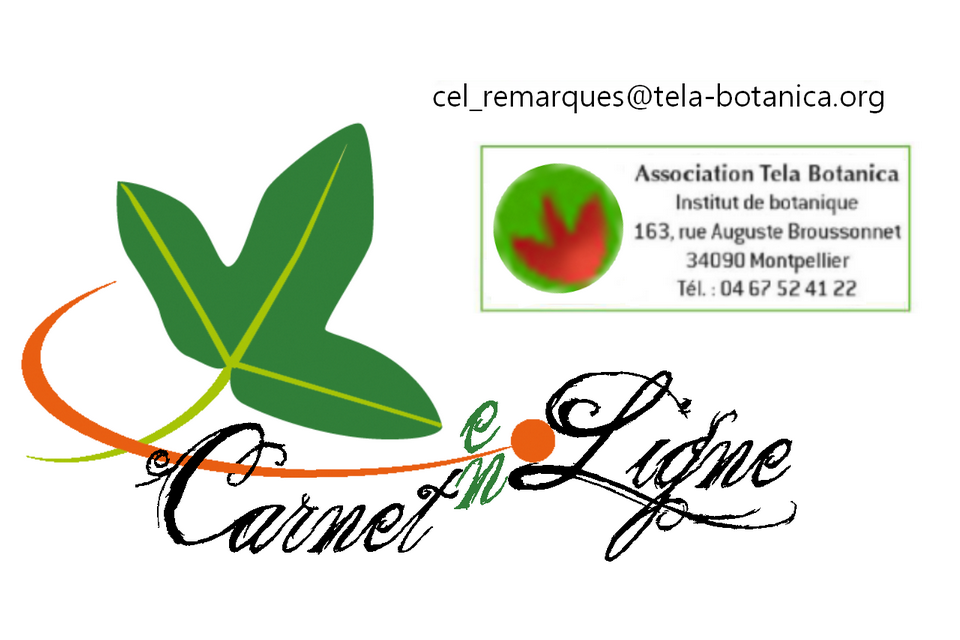 cel_remarques@tela-botanica.org
Association Tela Botanica
Institut de botanique
163, rue Auguste Broussonnet
34090 Montpellier
Tél. : 04 67 52 41 22
Carnet en Ligne